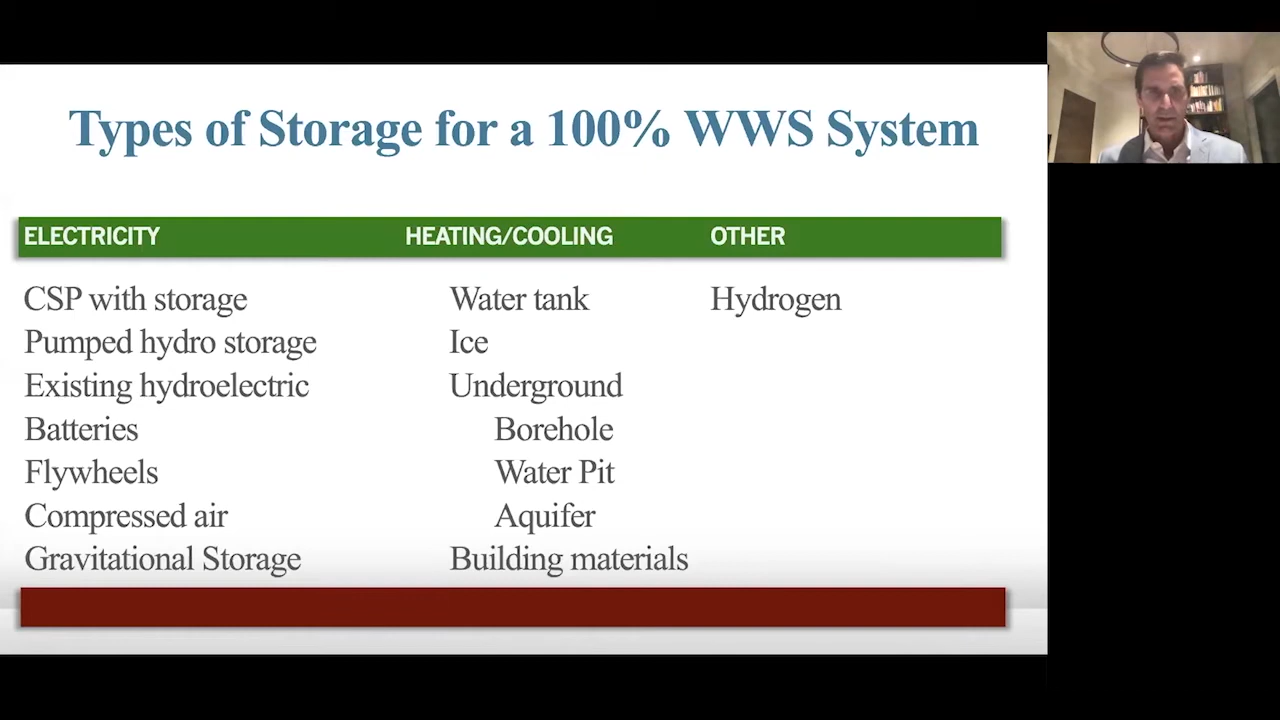 Types of Storage for a 100% WWS System
ELECTRICITY HEATING/COOLING OTHER
CSP with storage Water tank Hydrogen
Pumped hydro storage Ice
Existing hydroelectric Underground
Batteries Borehole
Flywheels Water Pit
Compressed air Aquifer
Gravitational Storage Building materials